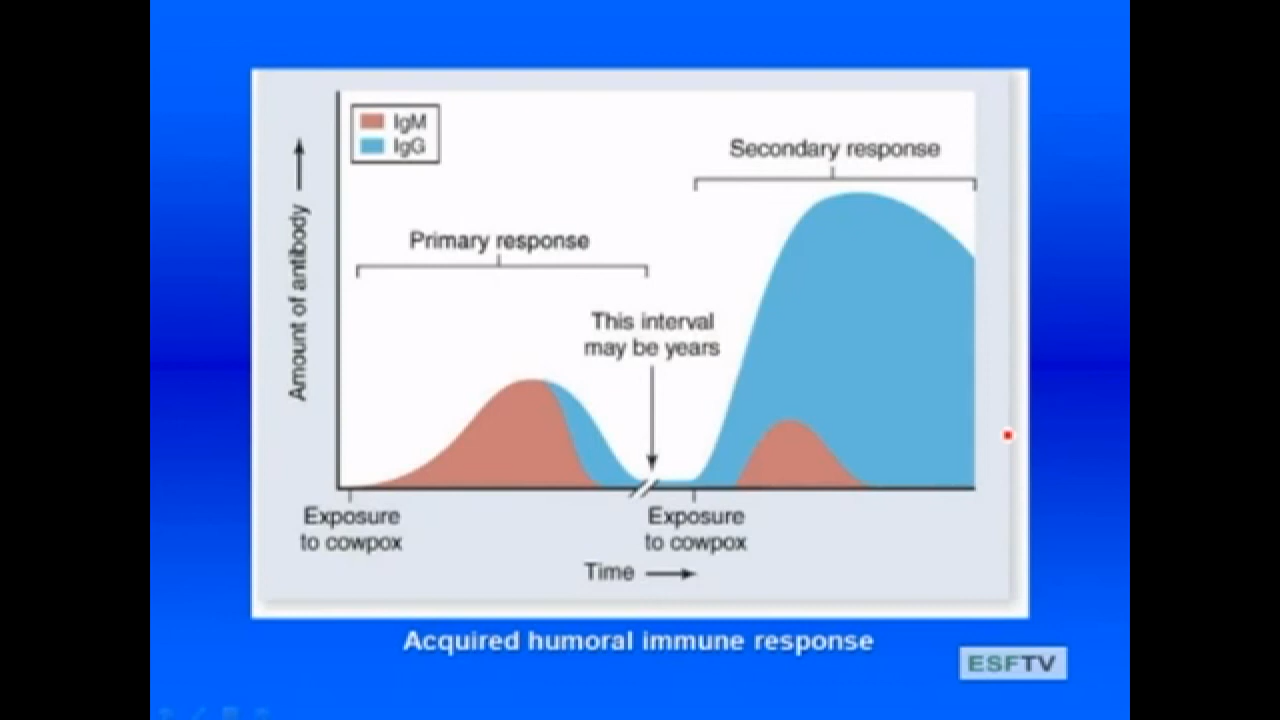 IgM
IgG
Secondary response
Primary response
This interval
may be years
Amount of antibody
Exposure
to cowpox
Exposure
to cowpox
Time
Acquired humoral immune response
ESFTV